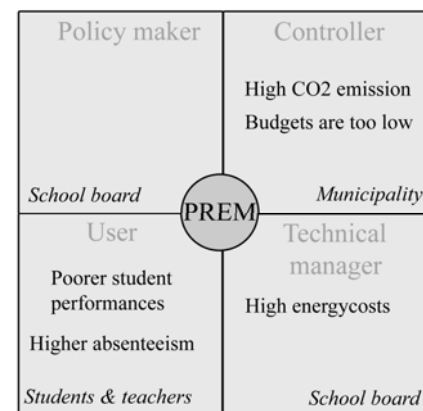 Policy maker
School board
Controller
High CO2 emission
Budgets are too low
Municipality
PREM
User
Poorer student
performances
Higher absenteeism
Students & teachers
Technical
manager
High energycosts
School board